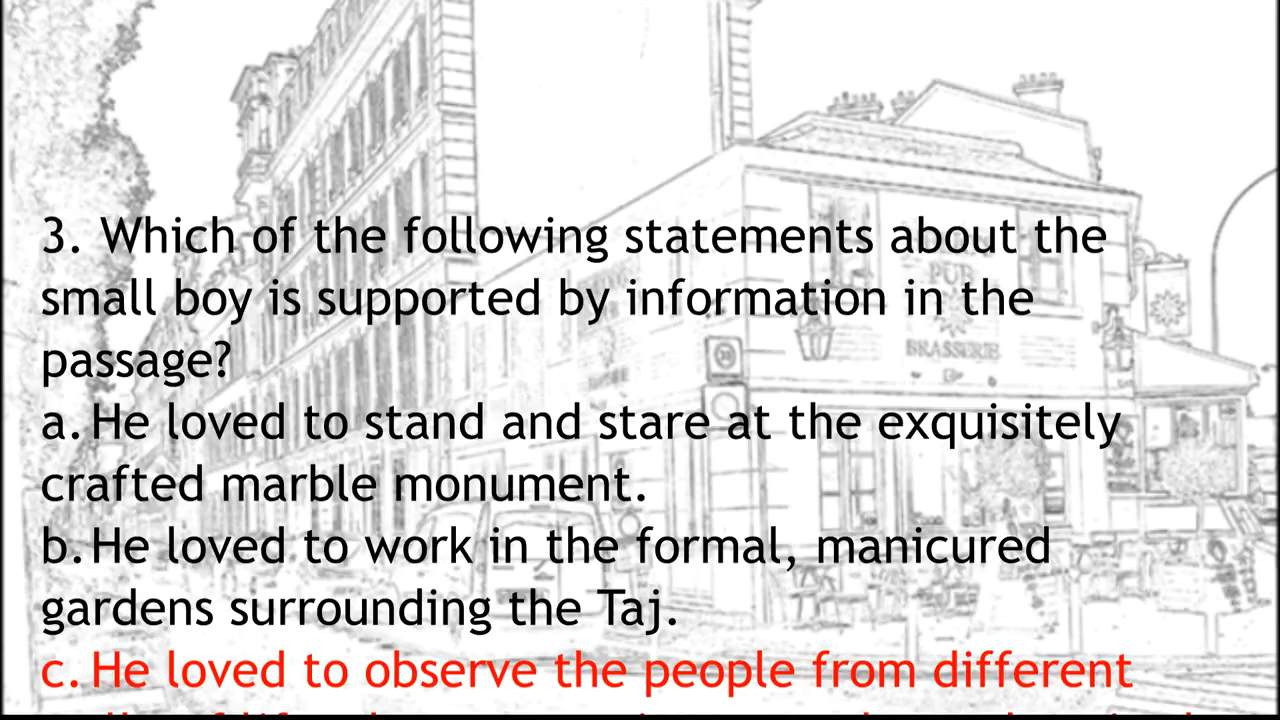 PUB
BRASSERIE
3. Which of the following statements about the
small boy is supported by information in the
passage?
a. He loved to stand and stare at the exquisitely
crafted marble monument.
b. He loved to work in the formal, manicured
gardens surrounding the Taj.
c. He loved to observe the people from different